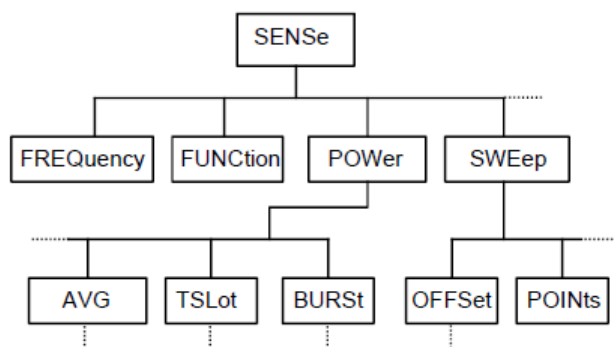 SENSe
FREQuency FUNCtion POWer SWEep
AVG TSLot BURSt OFFSet POINts